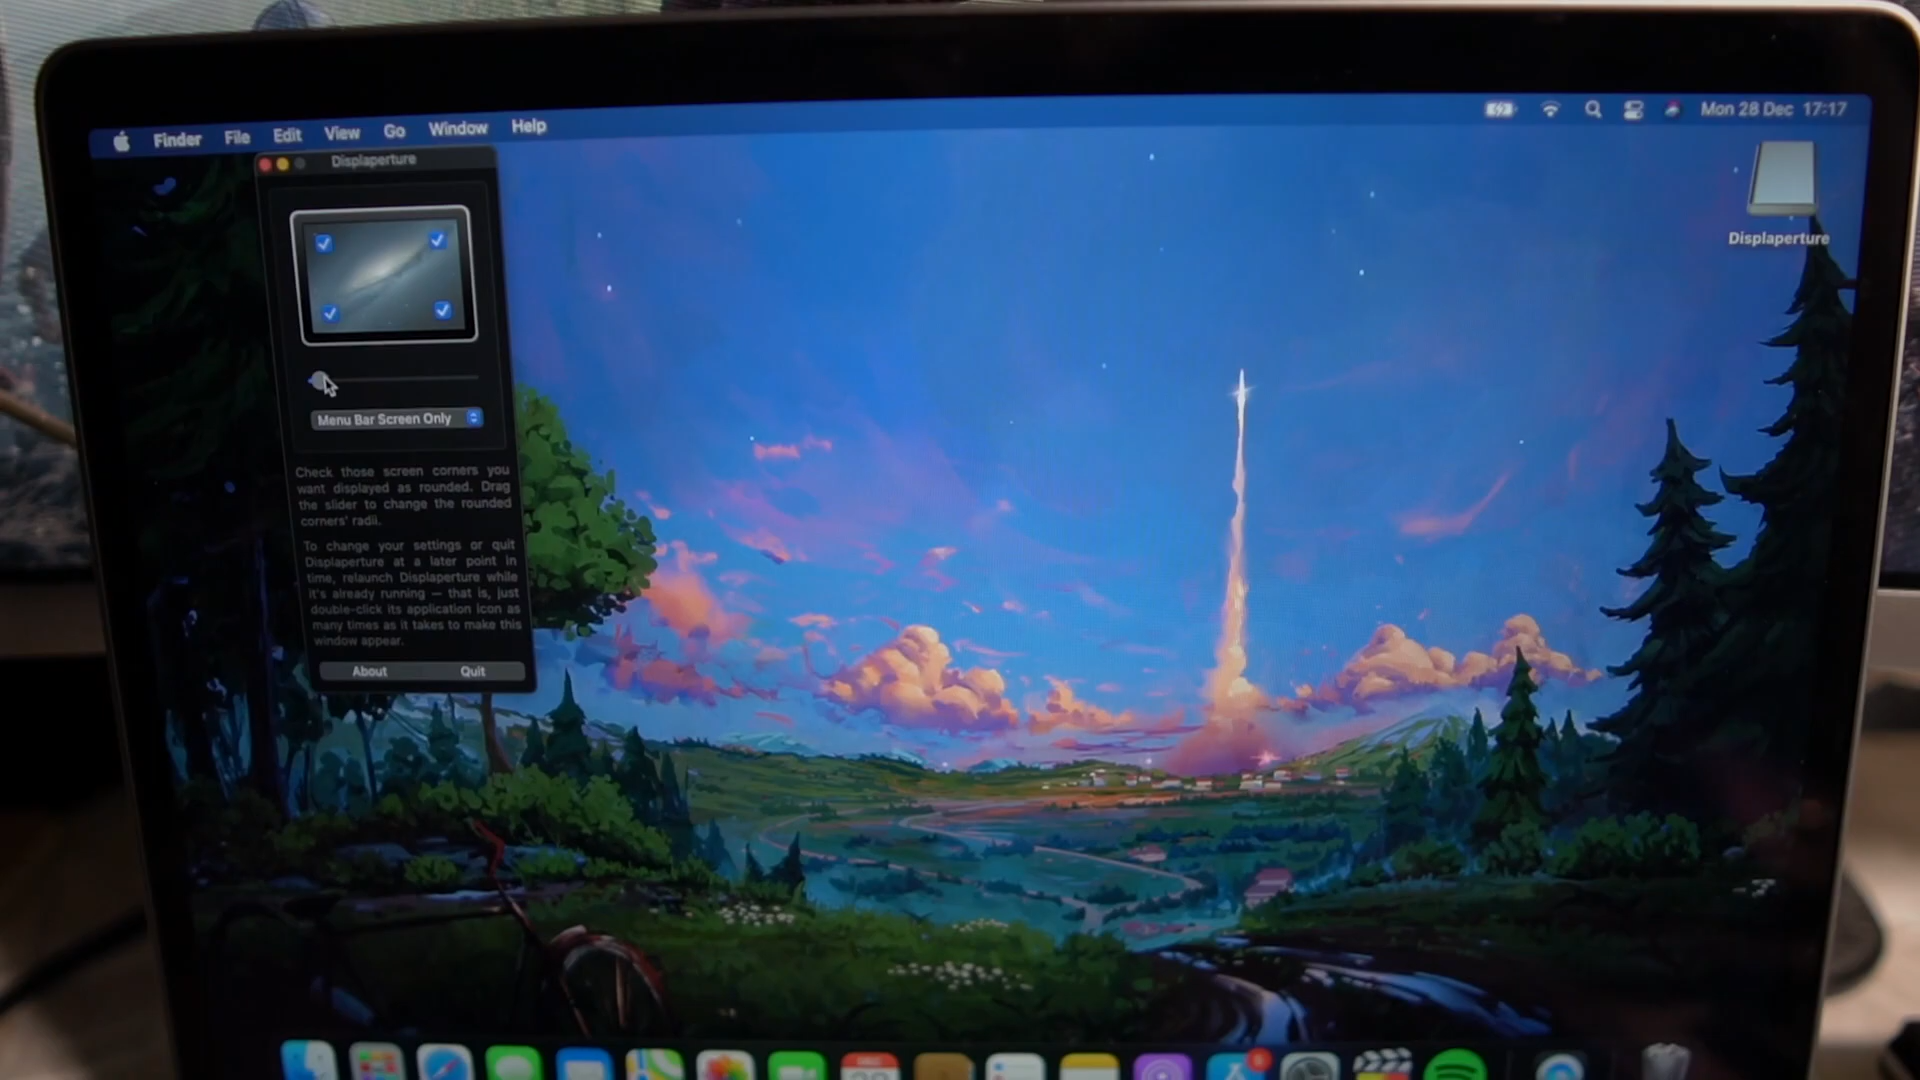 Finder File Edit View Go Window Help
Mon 28 Dec 17:17
Displaperture
Displaperture
Menu Bar Screen Only
Check those screen corners you
want displayed as rounded. Drag
the slider to change the rounded
corners' radii.
To change your settings or quit
Displaperture at a later point in
time, relaunch Displaperture while
it's already running — that is, just
double-click its application icon as
many times as it takes to make this
window appear.
About Quit